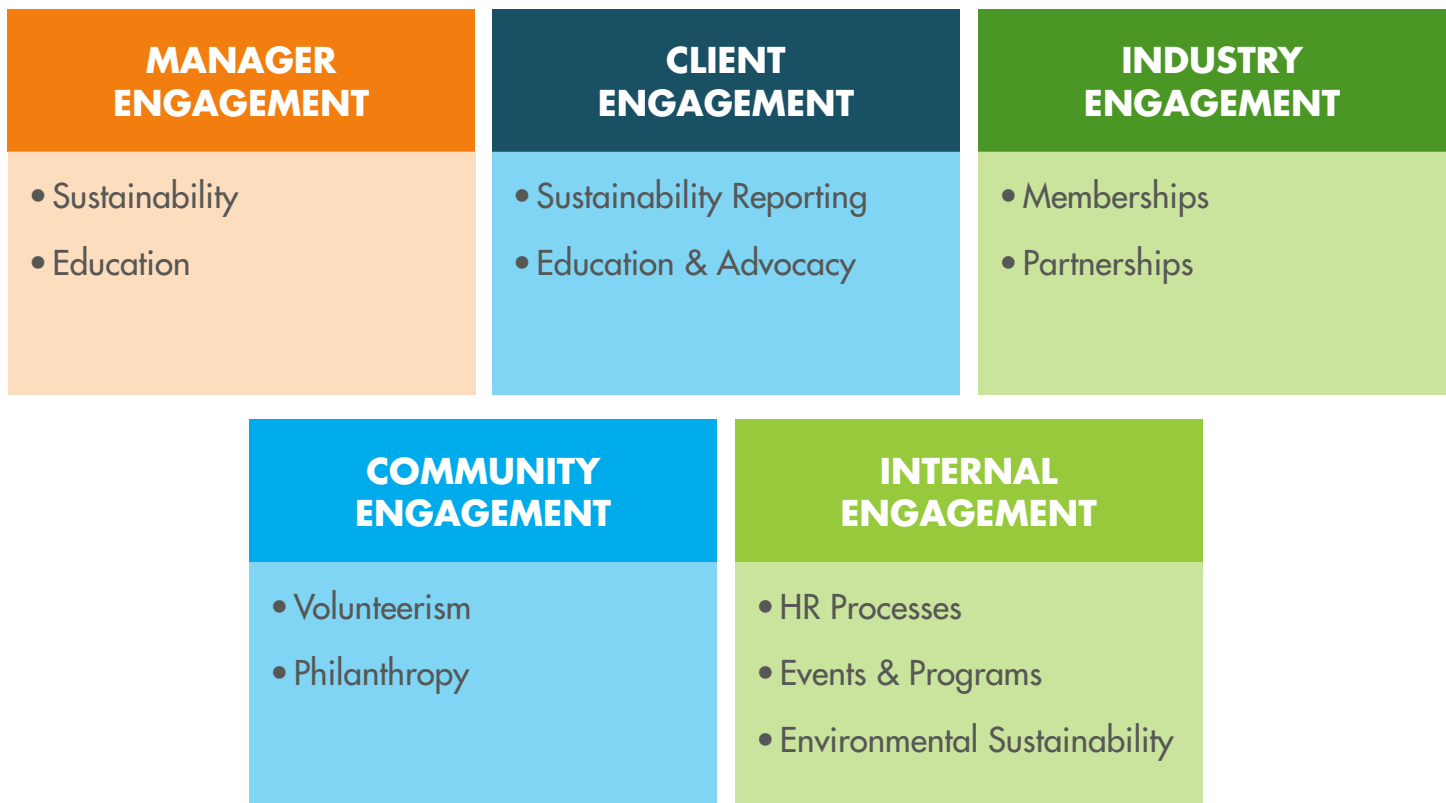 MANAGER
ENGAGEMENT
• Sustainability
• Education
CLIENT
ENGAGEMENT
• Sustainability Reporting
• Education & Advocacy
INDUSTRY
ENGAGEMENT
• Memberships
• Partnerships
COMMUNITY
ENGAGEMENT
• Volunteerism
• Philanthropy
INTERNAL
ENGAGEMENT
• HR Processes
• Events & Programs
• Environmental Sustainability